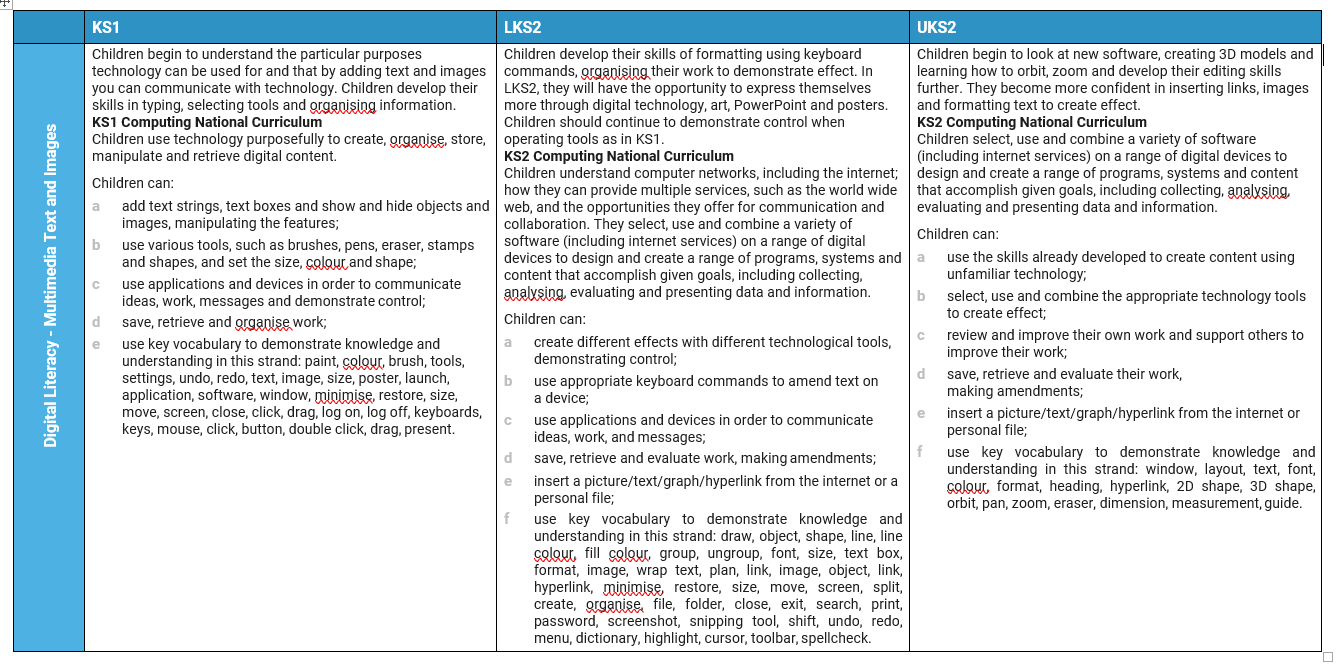 KS1
LKS2
UKS2
Digital Literacy - Multimedia Text and Images
Children begin to understand the particular purposes
technology can be used for and that by adding text and images
you can communicate with technology. Children develop their
skills in typing, selecting tools and organising information.
KS1 Computing National Curriculum
Children use technology purposefully to create, organise, store,
manipulate and retrieve digital content.
Children can:
a add text strings, text boxes and show and hide objects and
images, manipulating the features;
b use various tools, such as brushes, pens, eraser, stamps
and shapes, and set the size, colour and shape;
c use applications and devices in order to communicate
ideas, work, messages and demonstrate control;
d save, retrieve and organise work;
e use key vocabulary to demonstrate knowledge and
understanding in this strand: paint, colour, brush, tools,
settings, undo, redo, text, image, size, poster, launch,
application, software, window, minimise, restore, size,
move, screen, close, click, drag, log on, log off, keyboards,
keys, mouse, click, button, double click, drag, present.
Children develop their skills of formatting using keyboard
commands, organising their work to demonstrate effect. In
LKS2, they will have the opportunity to express themselves
more through digital technology, art, PowerPoint and posters.
Children should continue to demonstrate control when
operating tools as in KS1.
KS2 Computing National Curriculum
Children understand computer networks, including the internet;
how they can provide multiple services, such as the world wide
web, and the opportunities they offer for communication and
collaboration. They select, use and combine a variety of
software (including internet services) on a range of digital
devices to design and create a range of programs, systems and
content that accomplish given goals, including collecting,
analysing, evaluating and presenting data and information.
Children can:
a create different effects with different technological tools,
demonstrating control;
b use appropriate keyboard commands to amend text on
a device;
c use applications and devices in order to communicate
ideas, work, and messages;
d save, retrieve and evaluate work, making amendments;
e insert a picture/text/graph/hyperlink from the internet or a
personal file;
f use key vocabulary to demonstrate knowledge and
understanding in this strand: draw, object, shape, line, line
colour, fill colour, group, ungroup, font, size, text box,
format, image, wrap text, plan, link, image, object, link,
hyperlink, minimise, restore, size, move, screen, split,
create, organise, file, folder, close, exit, search, print,
password, screenshot, snipping tool, shift, undo, redo,
menu, dictionary, highlight, cursor, toolbar, spellcheck.
Children begin to look at new software, creating 3D models and
learning how to orbit, zoom and develop their editing skills
further. They become more confident in inserting links, images
and formatting text to create effect.
KS2 Computing National Curriculum
Children select, use and combine a variety of software
(including internet services) on a range of digital devices to
design and create a range of programs, systems and content
that accomplish given goals, including collecting, analysing,
evaluating and presenting data and information.
Children can:
a use the skills already developed to create content using
unfamiliar technology;
b select, use and combine the appropriate technology tools
to create effect;
c review and improve their own work and support others to
improve their work;
d save, retrieve and evaluate their work,
making amendments;
e insert a picture/text/graph/hyperlink from the internet or
personal file;
f use key vocabulary to demonstrate knowledge and
understanding in this strand: window, layout, text, font,
colour, format, heading, hyperlink, 2D shape, 3D shape,
orbit, pan, zoom, eraser, dimension, measurement, guide.